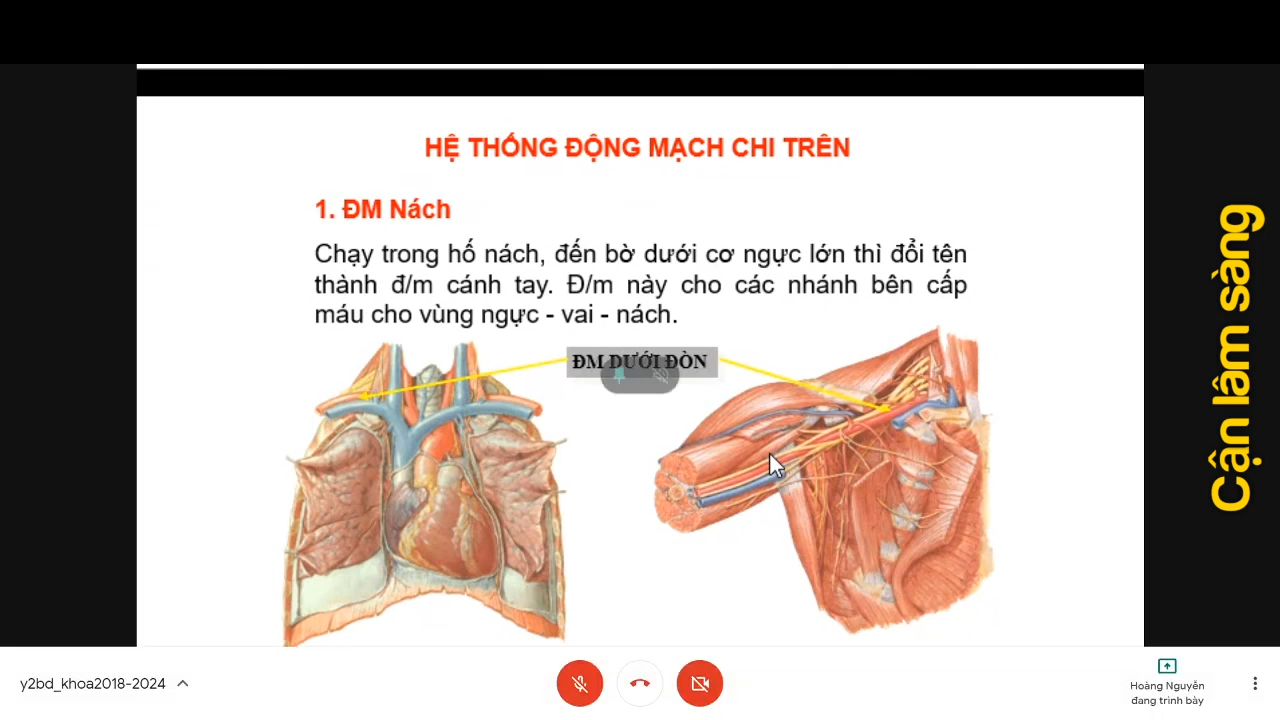 HỆ THỐNG ĐỘNG MẠCH CHI TRÊN
1. ĐM Nách
Chạy trong hố nách, đến bờ dưới cơ ngực lớn thì đổi tên
thành đ/m cánh tay. Đ/m này cho các nhánh bên cấp
máu cho vùng ngực - vai - nách.
ĐM DƯỚI ĐÒN
Cận lâm sàng
y2bd_khoa2018-2024
Hoàng Nguyễn
đang trình bày